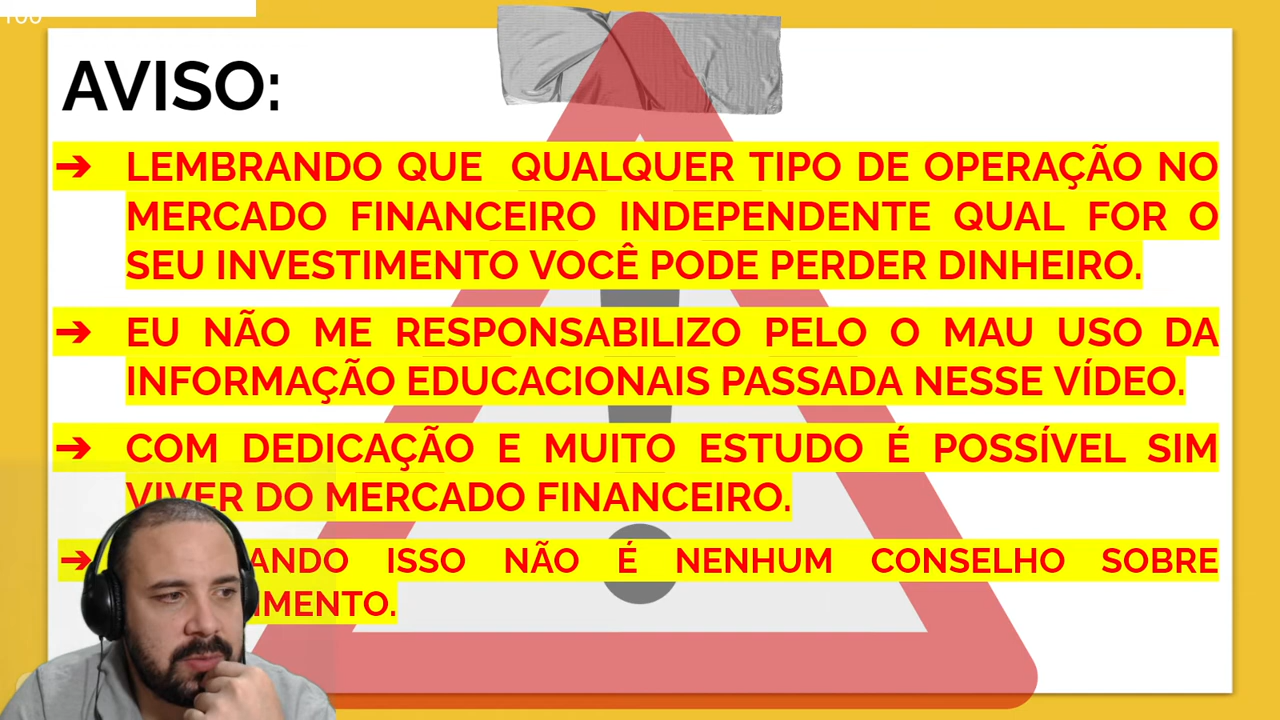 AVISO:
➔ LEMBRANDO QUE QUALQUER TIPO DE OPERAÇÃO NO
MERCADO FINANCEIRO INDEPENDENTE QUAL FOR O
SEU INVESTIMENTO VOCÊ PODE PERDER DINHEIRO.
➔ EU NÃO ME RESPONSABILIZO PELO O MAU USO DA
INFORMAÇÃO EDUCACIONAIS PASSADA NESSE VÍDEO.
➔ COM DEDICAÇÃO E MUITO ESTUDO É POSSÍVEL SIM
VIVER DO MERCADO FINANCEIRO.
➔ ANDO ISSO NÃO É NENHUM CONSELHO SOBRE
IMENTO.